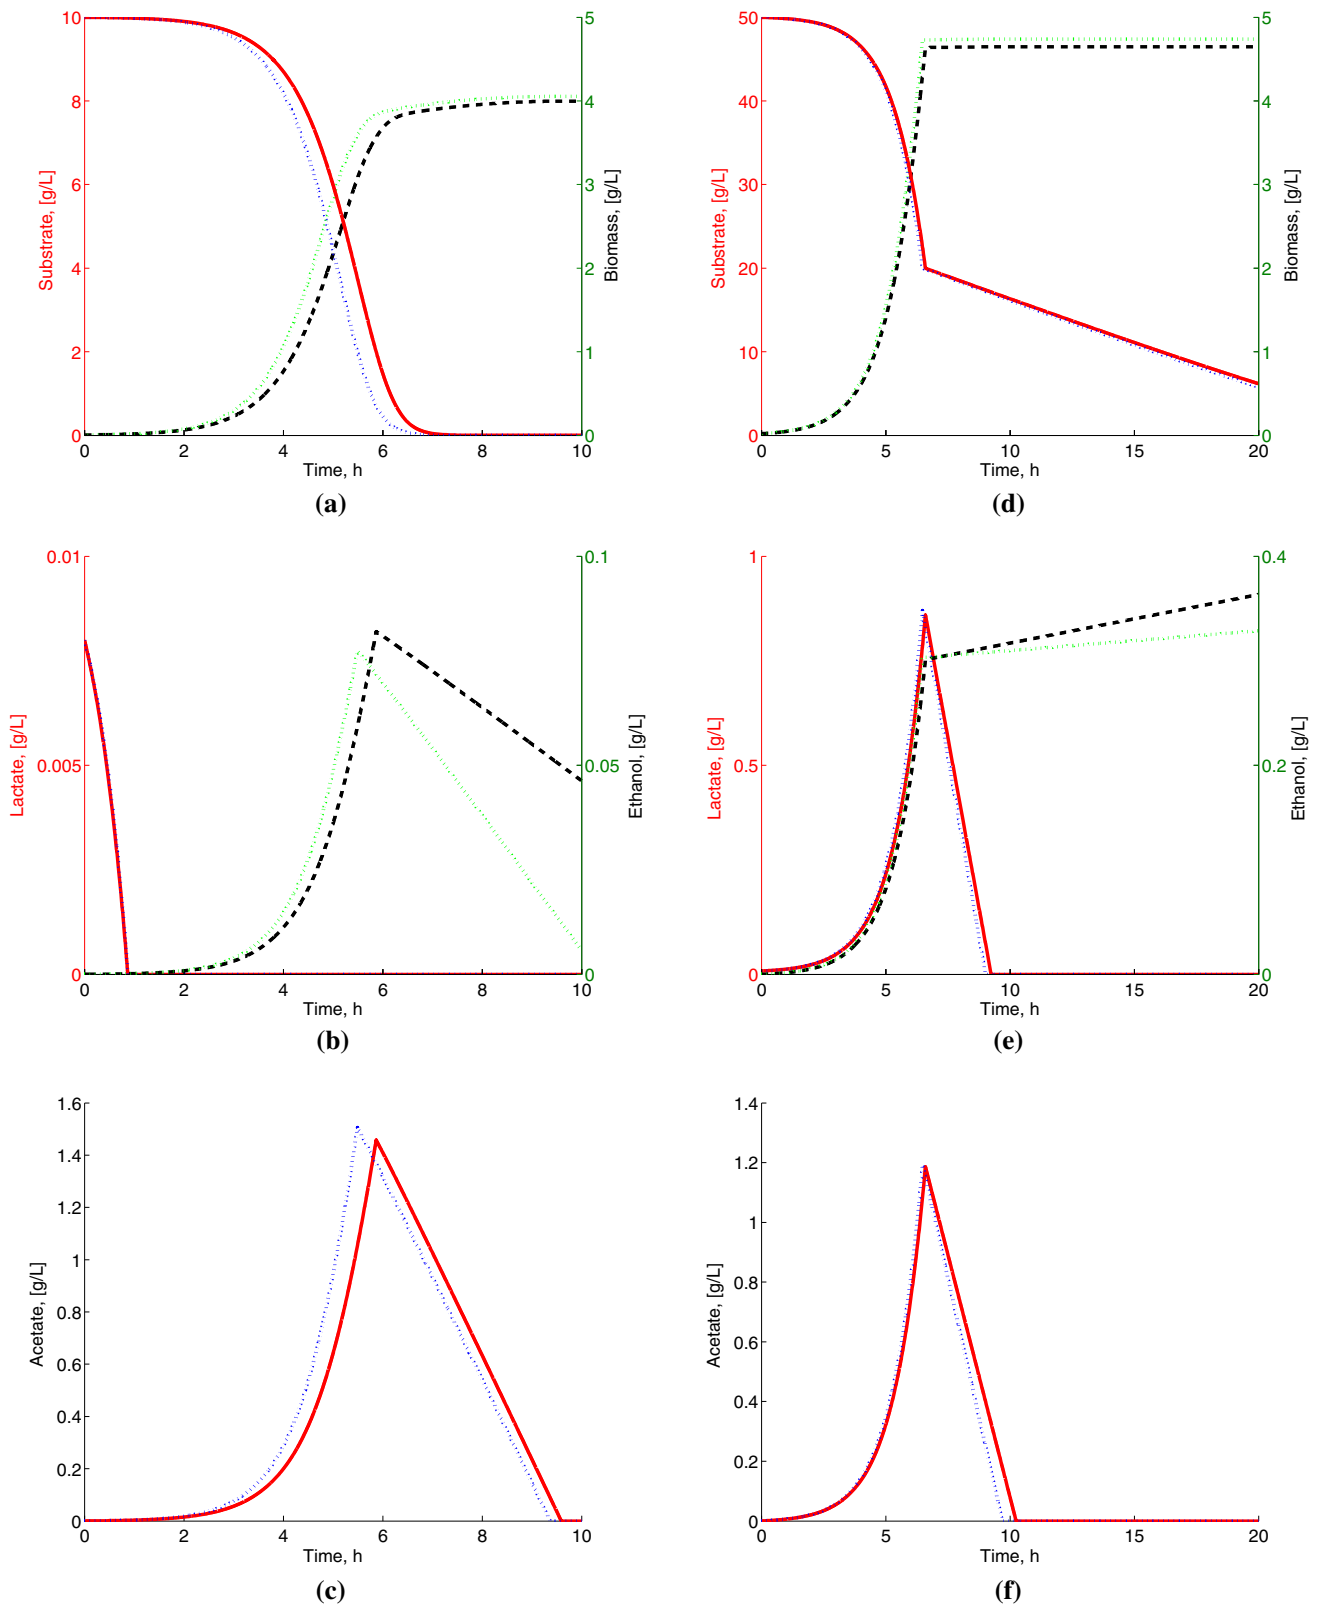 10
8
6
4
2
0
Substrate, [g/L]
5
4
3
2
1
0
Biomass, [g/L]
0 2 4 6 8 10
Time, h
(a)
50
40
30
20
10
0
Substrate, [g/L]
5
4
3
2
1
0
Biomass, [g/L]
0 5 10 15 20
Time, h
(d)
0.01
0.005
0
Lactate, [g/L]
0.1
0.05
0
Ethanol, [g/L]
0 2 4 6 8 10
Time, h
(b)
1
0.5
0
Lactate, [g/L]
0.4
0.2
0
Ethanol, [g/L]
0 5 10 15 20
Time, h
(e)
1.6
1.4
1.2
1
0.8
0.6
0.4
0.2
0
Acetate, [g/L]
0 2 4 6 8 10
Time, h
(c)
1.4
1.2
1
0.8
0.6
0.4
0.2
0
Acetate, [g/L]
0 5 10 15 20
Time, h
(f)